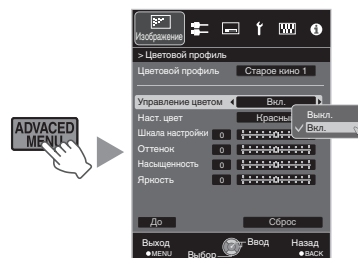 Изображение
> Цветовой профиль
Цветовой профиль Старое кино 1
Управление цветом Вкл.
Наст. цвет Красны
Выкл.
Вкл.
Шкала настройки 0
Оттенок 0
Насыщенность 0
Яркость 0
ADVACED
MENU
До Сброс
Выход Ввод Назад
MENU Выбор BACK